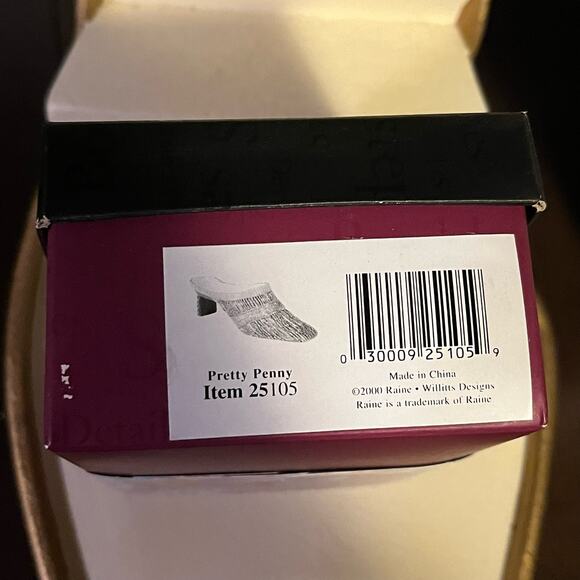 Pretty Penny
Item 25105
0 30009 25105 9
Made in China
©2000 Raine • Willitts Designs
Raine is a trademark of Raine
Detail